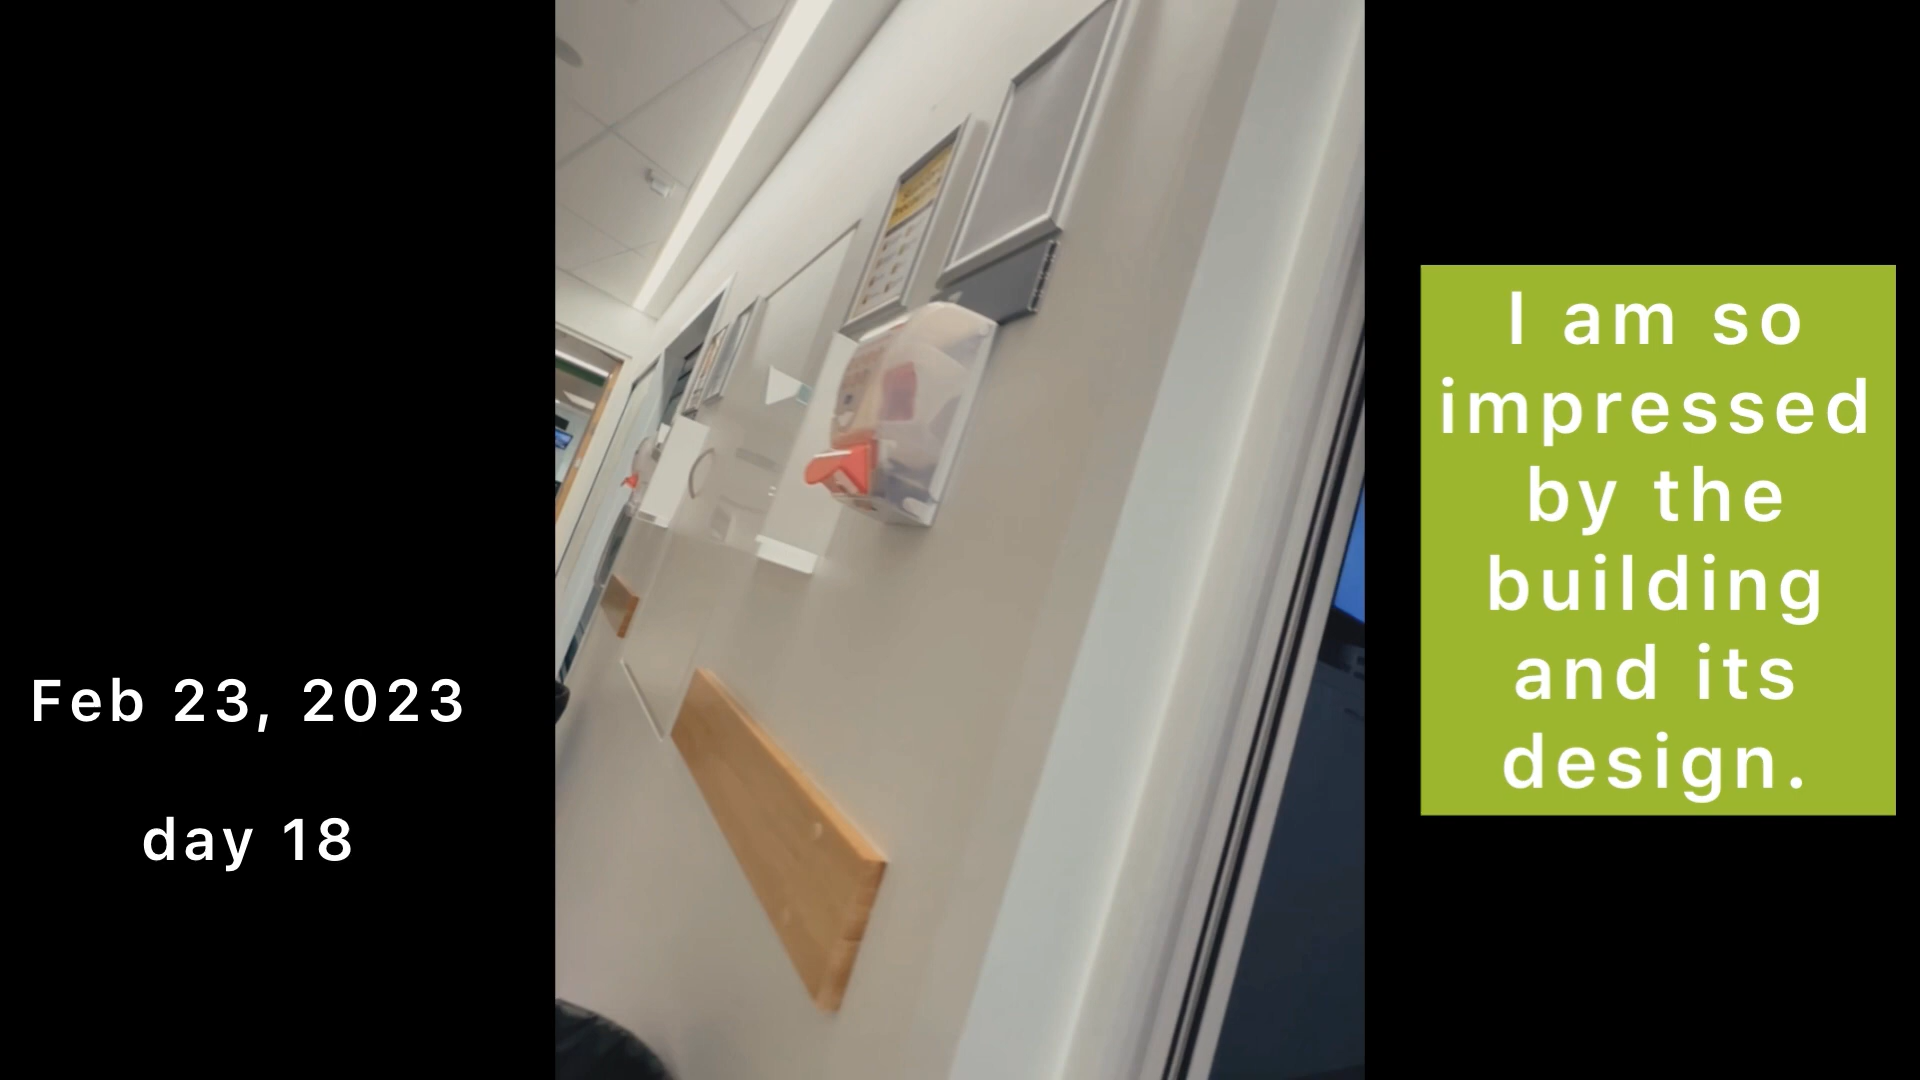 Feb 23, 2023
day 18
I am so
impressed
by the
building
and its
design.